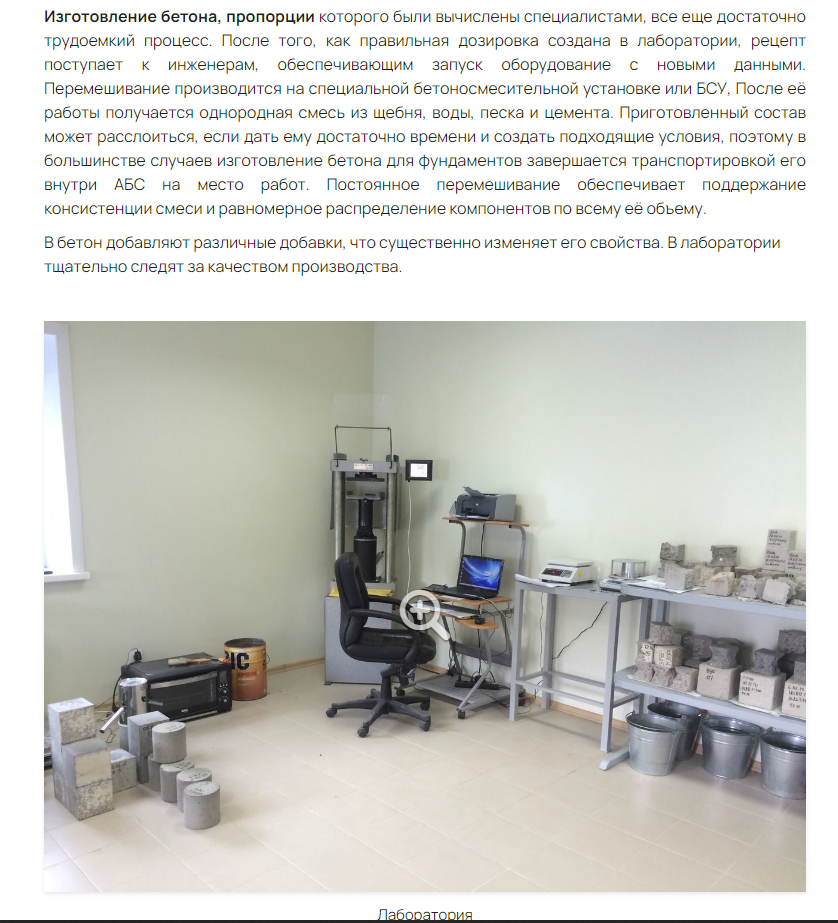 Изготовление бетона, пропорции которого были вычислены специалистами, все еще достаточно
трудоемкий процесс. После того, как правильная дозировка создана в лаборатории, рецепт
поступает к инженерам, обеспечивающим запуск оборудование с новыми данными.
Перемешивание производится на специальной бетоносмесительной установке или БСУ, После её
работы получается однородная смесь из щебня, воды, песка и цемента. Приготовленный состав
может расслоиться, если дать ему достаточно времени и создать подходящие условия, поэтому в
большинстве случаев изготовление бетона для фундаментов завершается транспортировкой его
внутри АБС на место работ. Постоянное перемешивание обеспечивает поддержание
консистенции смеси и равномерное распределение компонентов по всему её объему.
В бетон добавляют различные добавки, что существенно изменяет его свойства. В лаборатории
тщательно следят за качеством производства.
Лаборатория